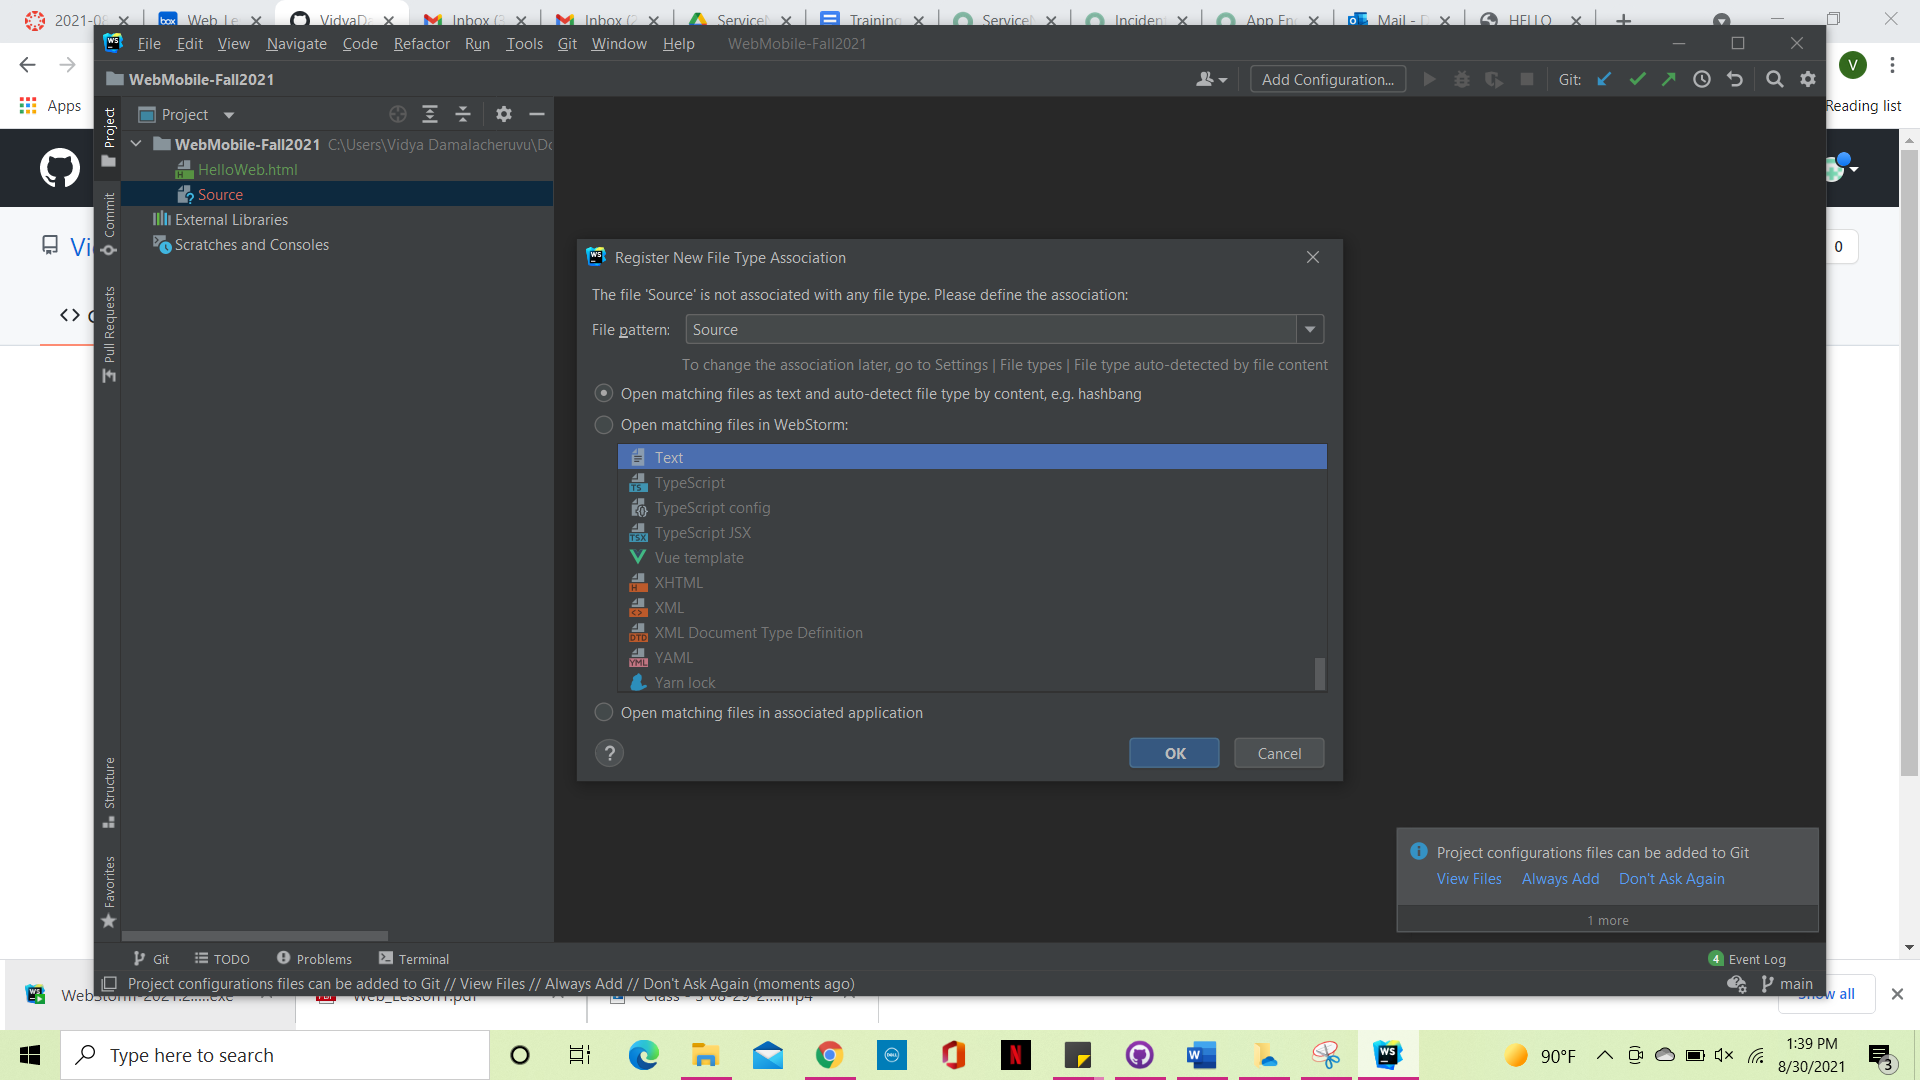 2021-08
Web_Le
VidyaDa
Inbox (3
Inbox (2
ServiceN
Training
ServiceN
Inciden
App Eng
Mail - D
HELLO
WS File Edit View Navigate Code Refactor Run Tools Git Window Help WebMobile-Fall2021
V
WebMobile-Fall2021
Add Configuration...
Git:
Apps
Reading list
Project
WebMobile-Fall2021 C:\Users\Vidya Damalacheruvu\Do
HelloWeb.html
Source
External Libraries
Scratches and Consoles
Project
Commit
Pull Requests
Structure
Favorites
Vi
0
Register New File Type Association
The file 'Source' is not associated with any file type. Please define the association:
File pattern: Source
To change the association later, go to Settings | File types | File type auto-detected by file content
Open matching files as text and auto-detect file type by content, e.g. hashbang
Open matching files in WebStorm:
Text
TypeScript
TypeScript config
TypeScript JSX
Vue template
XHTML
XML
XML Document Type Definition
YAML
Yarn lock
Open matching files in associated application
?
OK
Cancel
Project configurations files can be added to Git
View Files Always Add Don't Ask Again
1 more
Git TODO Problems Terminal
4 Event Log
Project configurations files can be added to Git // View Files // Always Add // Don't Ask Again (moments ago)
main
WebStorm-2021.2....exe
Web_Lesson1.pdf
Class - 3 08-29-2....mp4
Show all
Type here to search
90°F
1:39 PM
8/30/2021
3